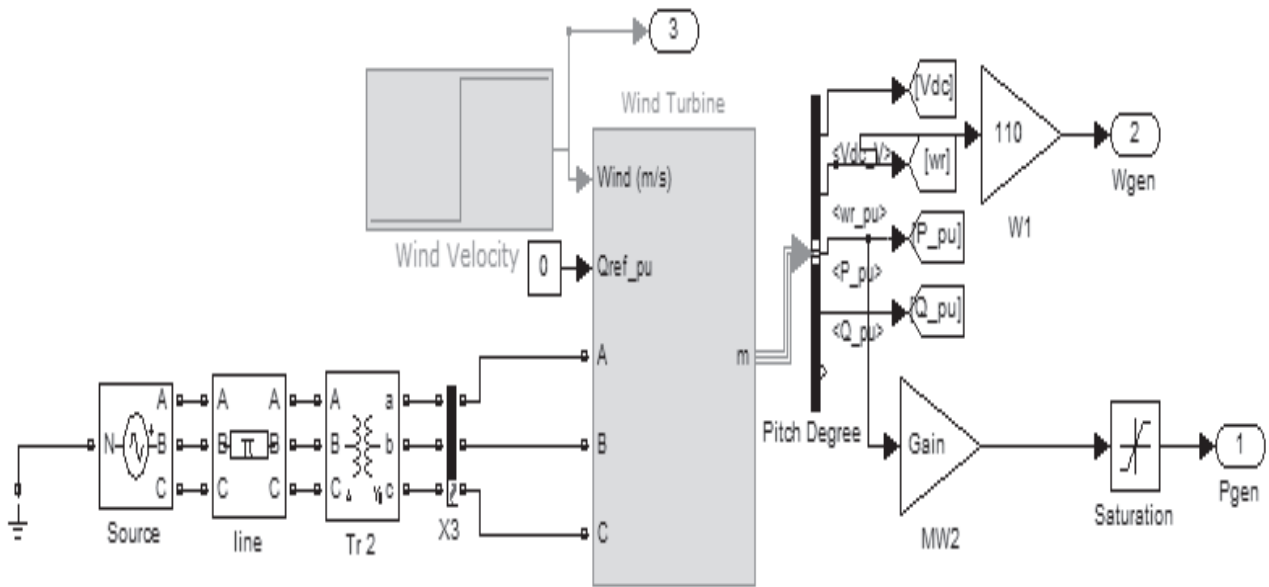 3
Wind Turbine
Wind Velocity
Wind (m/s)
0
Qref_pu
A
B
C
m
[Vdc]
<Vdc_V>
[wr]
<wr_pu>
[P_pu]
<P_pu>
[Q_pu]
<Q_pu>
Pitch Degree
110
W1
2
Wgen
Gain
MW2
Saturation
1
Pgen
N
A
B
C
Source
A
B
C
π
A
B
C
line
A
B
C
a
b
c
Tr 2
X3